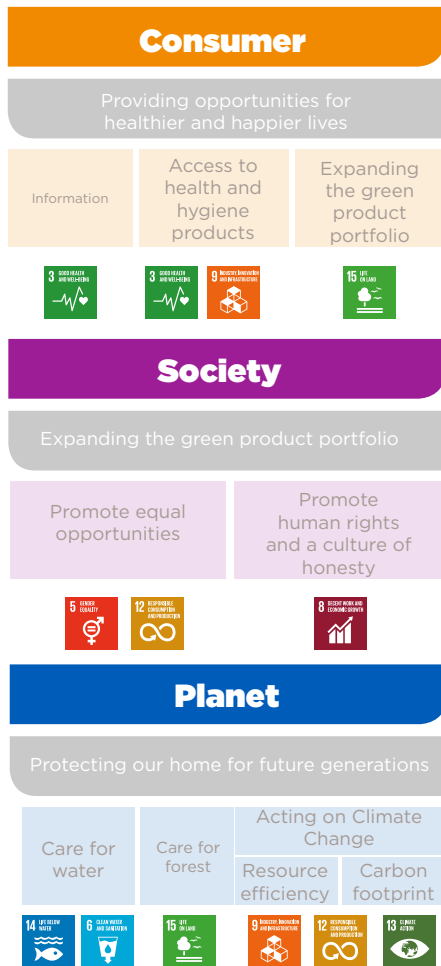 Consumer
Providing opportunities for
healthier and happier lives
Information
Access to
health and
hygiene
products
Expanding
the green
product
portfolio
3 GOOD HEALTH
AND WELL-BEING
3 GOOD HEALTH
AND WELL-BEING
9 INDUSTRY, INNOVATION
AND INFRASTRUCTURE
15 LIFE
ON LAND
Society
Expanding the green product portfolio
Promote equal
opportunities
Promote
human rights
and a culture of
honesty
5 GENDER
EQUALITY
12 RESPONSIBLE
CONSUMPTION
AND PRODUCTION
8 DECENT WORK AND
ECONOMIC GROWTH
Planet
Protecting our home for future generations
Care for
water
Care for
forest
Acting on Climate
Change
Resource
efficiency
Carbon
footprint
14 LIFE BELOW
WATER
6 CLEAN WATER
AND SANITATION
15 LIFE
ON LAND
9 INDUSTRY, INNOVATION
AND INFRASTRUCTURE
12 RESPONSIBLE
CONSUMPTION
AND PRODUCTION
13 CLIMATE
ACTION